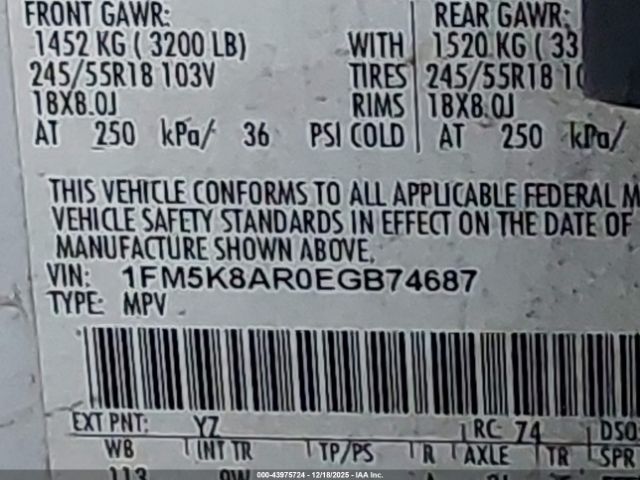 FRONT GAWR: REAR GAWR:
1452 KG ( 3200 LB) WITH 1520 KG ( 33
245/55R18 103V TIRES 245/55R18 10
18X8.0J RIMS 18X8.0J
AT 250 kPa/ 36 PSI COLD AT 250 kPa/
THIS VEHICLE CONFORMS TO ALL APPLICABLE FEDERAL M
VEHICLE SAFETY STANDARDS IN EFFECT ON THE DATE OF
MANUFACTURE SHOWN ABOVE.
VIN: 1FM5K8AR0EGB74687
TYPE: MPV
EXT PNT: YZ RC: 74 DSO:
WB INT TR TP/PS R AXLE TR SPR
113 9W
000-43975724 - 12/18/2025 - IAA Inc.